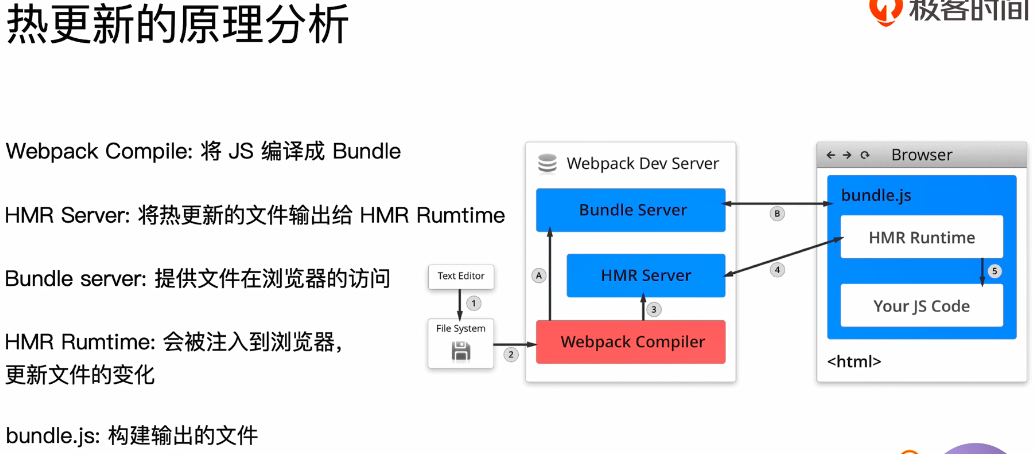 热更新的原理分析
极客时间
Webpack Compile: 将 JS 编译成 Bundle
HMR Server: 将热更新的文件输出给 HMR Rumtime
Bundle server: 提供文件在浏览器的访问
HMR Rumtime: 会被注入到浏览器,
更新文件的变化
bundle.js: 构建输出的文件
Text Editor
1
File System
2
Webpack Dev Server
Bundle Server
A
HMR Server
3
Webpack Compiler
B
4
Browser
bundle.js
HMR Runtime
5
Your JS Code
<html>